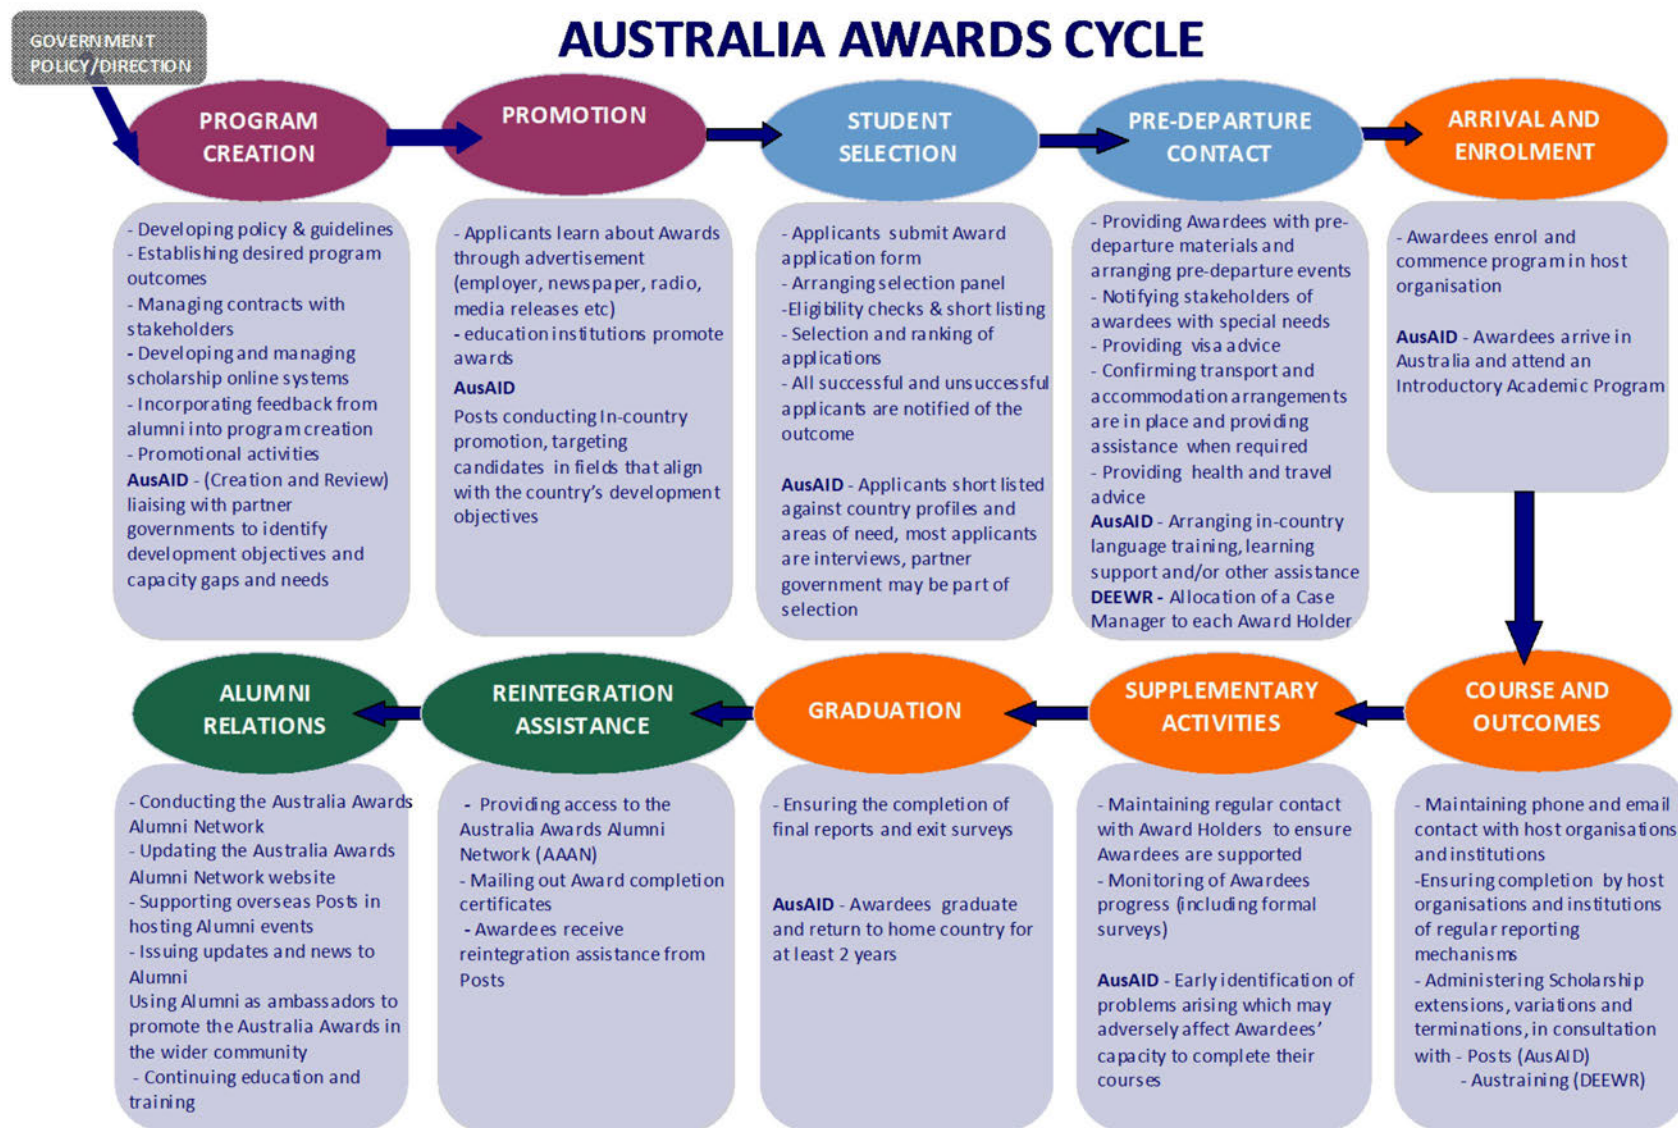 GOVERNMENT
POLICY/DIRECTION
AUSTRALIA AWARDS CYCLE
PROGRAM
CREATION
- Developing policy & guidelines
- Establishing desired program
outcomes
- Managing contracts with
stakeholders
- Developing and managing
scholarship online systems
- Incorporating feedback from
alumni into program creation
- Promotional activities
AusAID - (Creation and Review)
liaising with partner
governments to identify
development objectives and
capacity gaps and needs
PROMOTION
- Applicants learn about Awards
through advertisement
(employer, newspaper, radio,
media releases etc)
- education institutions promote
awards
AusAID
Posts conducting In-country
promotion, targeting
candidates in fields that align
with the country's development
objectives
STUDENT
SELECTION
- Applicants submit Award
application form
- Arranging selection panel
-Eligibility checks & short listing
- Selection and ranking of
applications
- All successful and unsuccessful
applicants are notified of the
outcome
AusAID - Applicants short listed
against country profiles and
areas of need, most applicants
are interviews, partner
government may be part of
selection
PRE-DEPARTURE
CONTACT
- Providing Awardees with pre-
departure materials and
arranging pre-departure events
- Notifying stakeholders of
awardees with special needs
- Providing visa advice
- Confirming transport and
accommodation arrangements
are in place and providing
assistance when required
- Providing health and travel
advice
AusAID - Arranging in-country
language training, learning
support and/or other assistance
DEEWR - Allocation of a Case
Manager to each Award Holder
ARRIVAL AND
ENROLMENT
- Awardees enrol and
commence program in host
organisation
AusAID - Awardees arrive in
Australia and attend an
Introductory Academic Program
ALUMNI
RELATIONS
- Conducting the Australia Awards
Alumni Network
- Updating the Australia Awards
Alumni Network website
- Supporting overseas Posts in
hosting Alumni events
- Issuing updates and news to
Alumni
Using Alumni as ambassadors to
promote the Australia Awards in
the wider community
- Continuing education and
training
REINTEGRATION
ASSISTANCE
- Providing access to the
Australia Awards Alumni
Network (AAAN)
- Mailing out Award completion
certificates
- Awardees receive
reintegration assistance from
Posts
GRADUATION
- Ensuring the completion of
final reports and exit surveys
AusAID - Awardees graduate
and return to home country for
at least 2 years
SUPPLEMENTARY
ACTIVITIES
- Maintaining regular contact
with Award Holders to ensure
Awardees are supported
- Monitoring of Awardees
progress (including formal
surveys)
AusAID - Early identification of
problems arising which may
adversely affect Awardees'
capacity to complete their
courses
COURSE AND
OUTCOMES
- Maintaining phone and email
contact with host organisations
and institutions
-Ensuring completion by host
organisations and institutions
of regular reporting
mechanisms
- Administering Scholarship
extensions, variations and
terminations, in consultation
with - Posts (AusAID)
- Austraining (DEEWR)